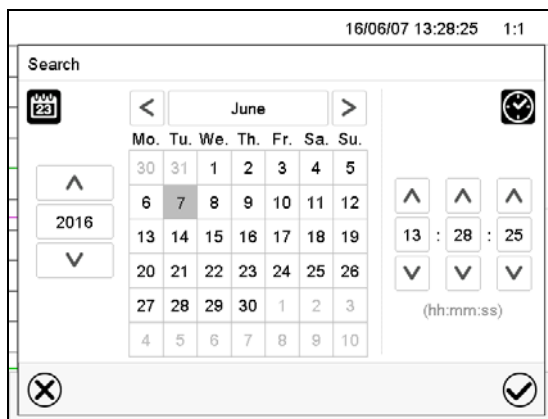 16/06/07 13:28:25 1:1
Search
23
< June >
Mo. Tu. We. Th. Fr. Sa. Su.
30 31 1 2 3 4 5
6 7 8 9 10 11 12
2016
13 14 15 16 17 18 19
13 : 28 : 25
20 21 22 23 24 25 26
27 28 29 30 1 2 3
(hh:mm:ss)
4 5 6 7 8 9 10